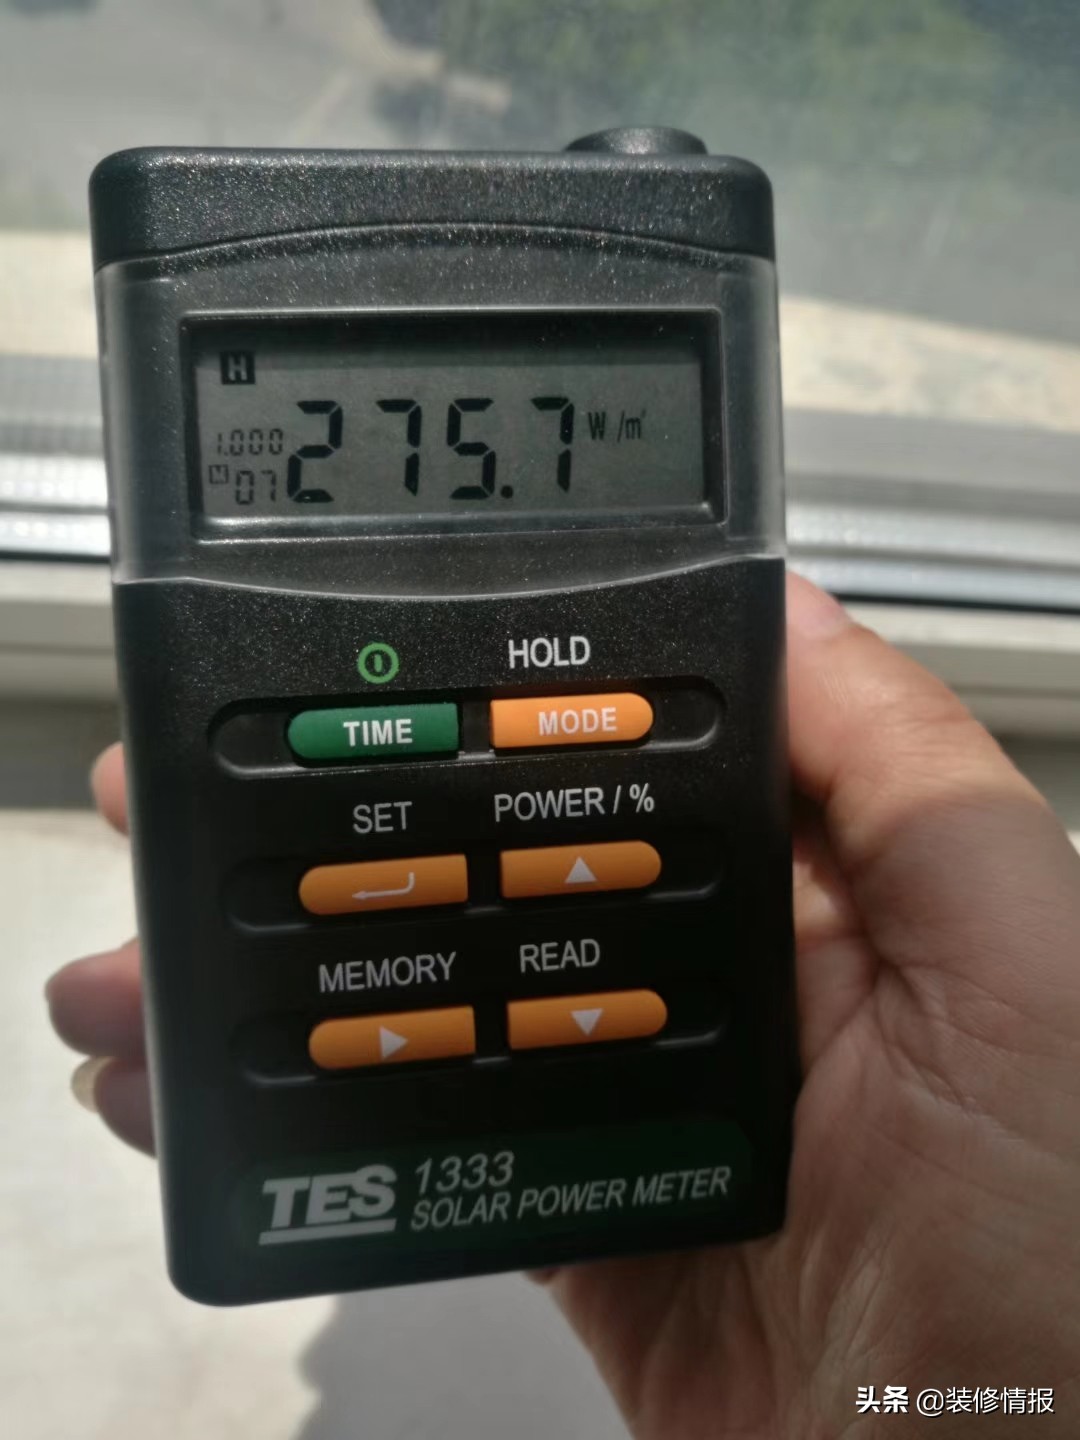 H
275.7 W/m²
1.000
M 07
HOLD
TIME MODE
SET POWER / %
MEMORY READ
TES 1333
SOLAR POWER METER
头条 @装修情报